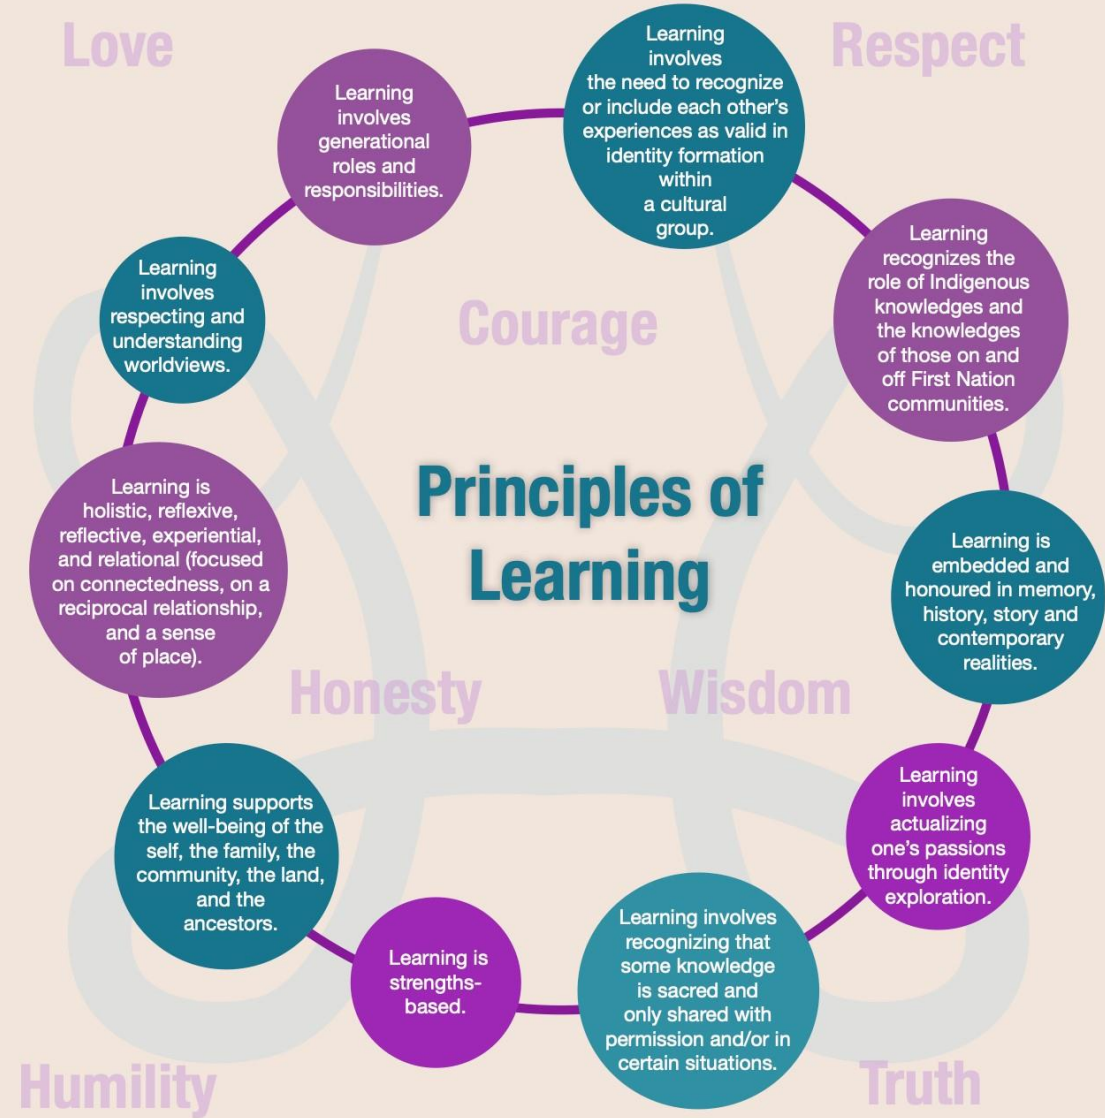 Love
Respect
Learning
involves
the need to recognize
or include each other's
experiences as valid in
identity formation
within
a cultural
group.
Learning
involves
generational
roles and
responsibilities.
Learning
recognizes the
role of Indigenous
knowledges and
the knowledges
of those on and
off First Nation
communities.
Learning
involves
respecting and
understanding
worldviews.
Courage
Principles of
Learning
Learning is
holistic, reflexive,
reflective, experiential,
and relational (focused
on connectedness, on a
reciprocal relationship,
and a sense
of place).
Learning is
embedded and
honoured in memory,
history, story and
contemporary
realities.
Honesty
Wisdom
Learning supports
the well-being of the
self, the family, the
community, the land,
and the
ancestors.
Learning
involves
actualizing
one's passions
through identity
exploration.
Learning is
strengths-
based.
Learning involves
recognizing that
some knowledge
is sacred and
only shared with
permission and/or in
certain situations.
Humility
Truth